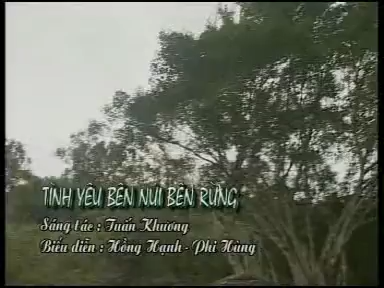 TÌNH YÊU BÊN NÚI BÊN RỪNG
Sáng tác : Tuấn Khương
Biểu diễn : Hồng Hạnh - Phi Hùng